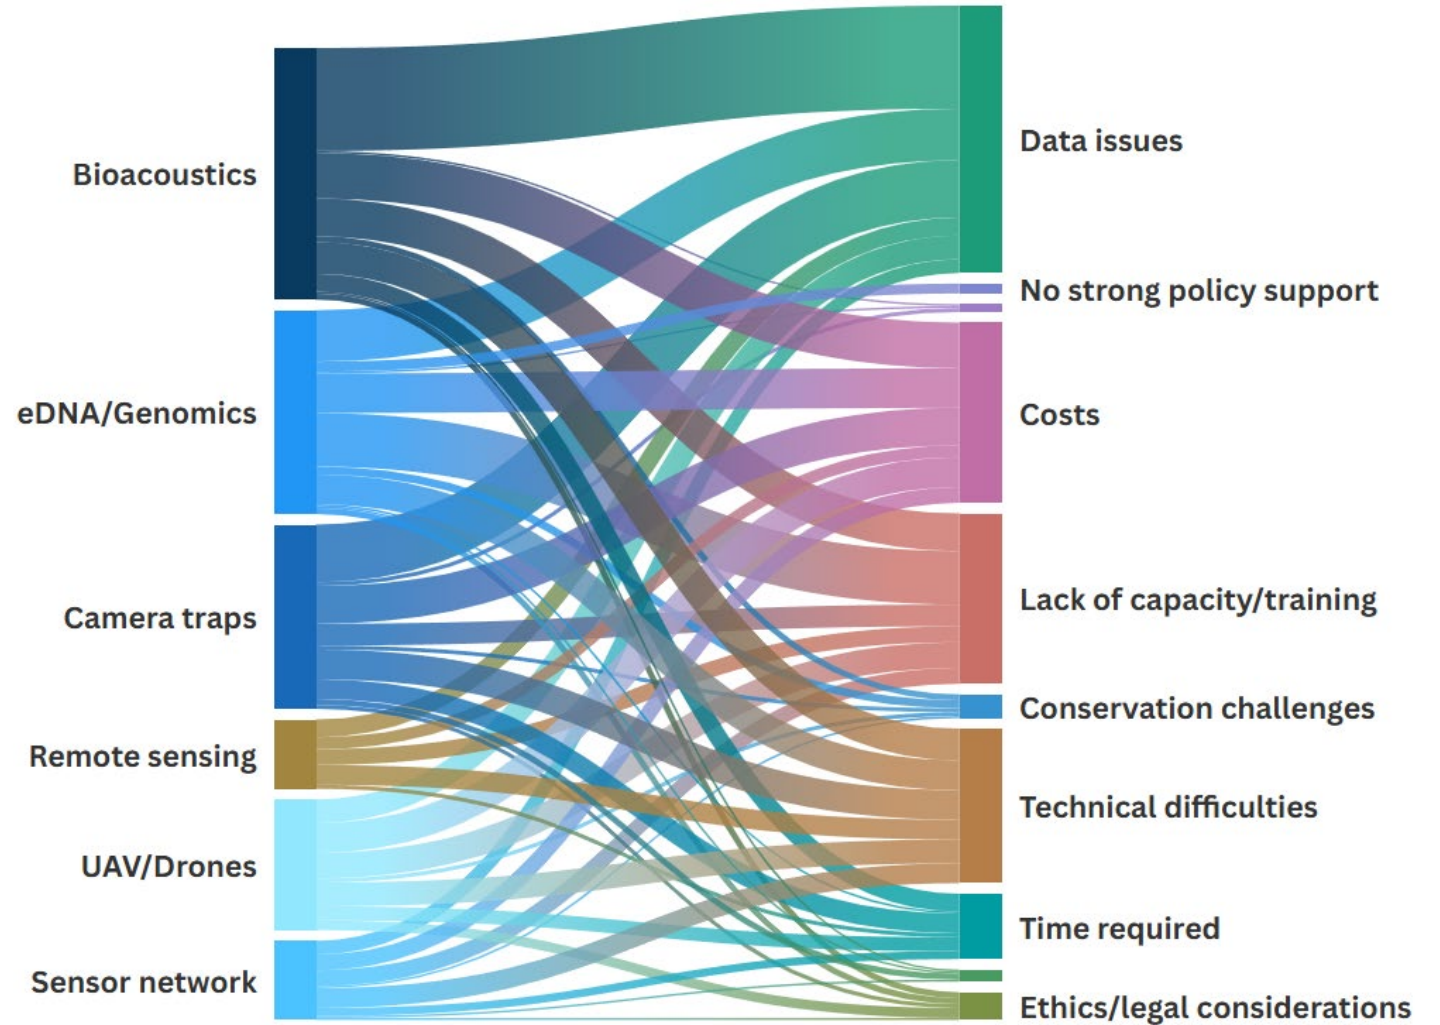 Bioacoustics
eDNA/Genomics
Camera traps
Remote sensing
UAV/Drones
Sensor network
Data issues
No strong policy support
Costs
Lack of capacity/training
Conservation challenges
Technical difficulties
Time required
Ethics/legal considerations